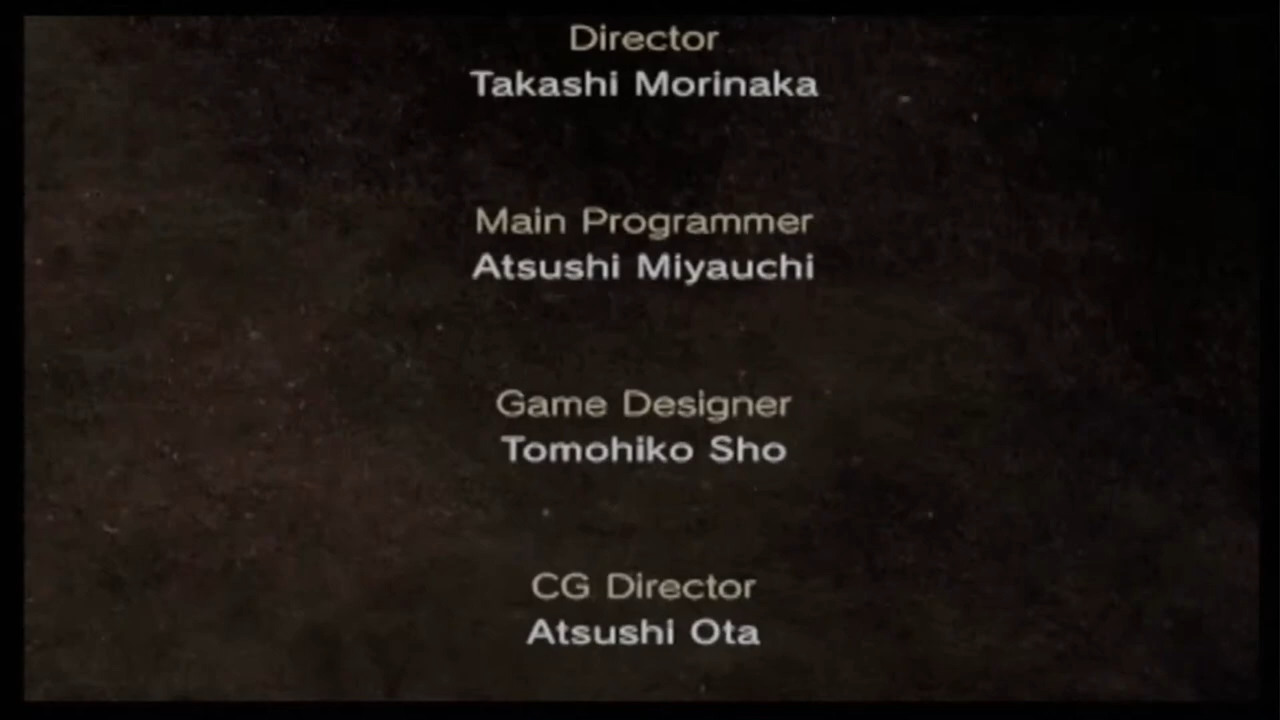 Director
Takashi Morinaka
Main Programmer
Atsushi Miyauchi
Game Designer
Tomohiko Sho
CG Director
Atsushi Ota